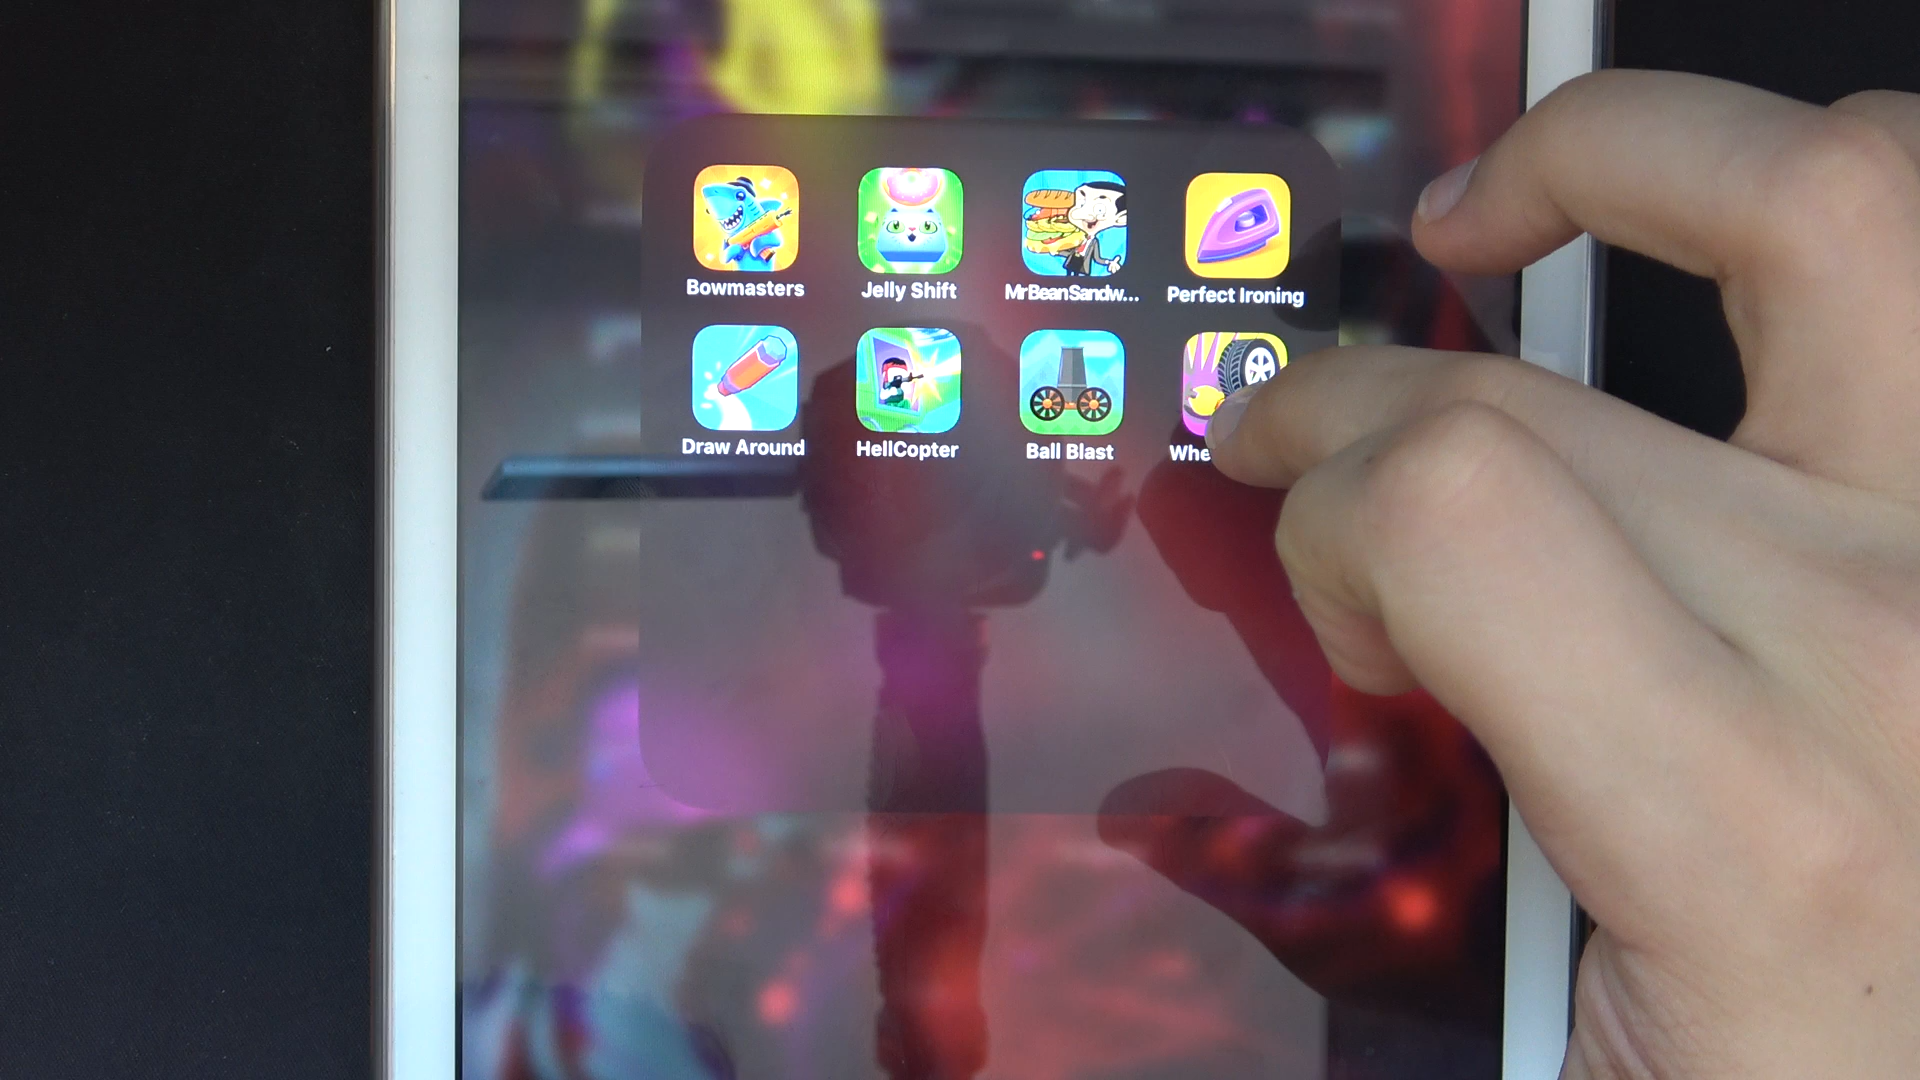 Bowmasters Jelly Shift MrBeanSandw... Perfect Ironing
Draw Around HellCopter Ball Blast Whe